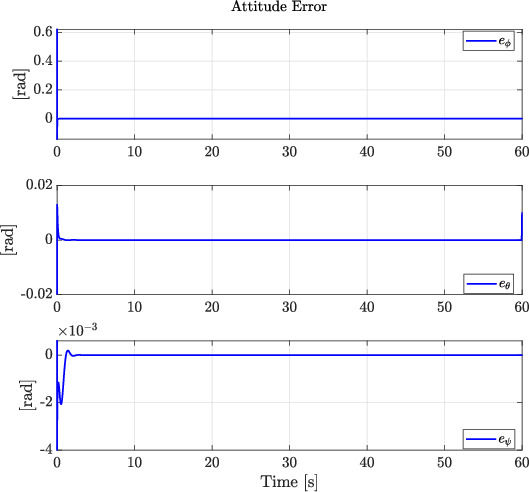 Attitude Error
0.6
0.4
0.2
0
[rad]
e_ϕ
0 10 20 30 40 50 60
0.02
0
-0.02
[rad]
e_θ
0 10 20 30 40 50 60
×10⁻³
0
-2
-4
[rad]
e_ψ
0 10 20 30 40 50 60
Time [s]